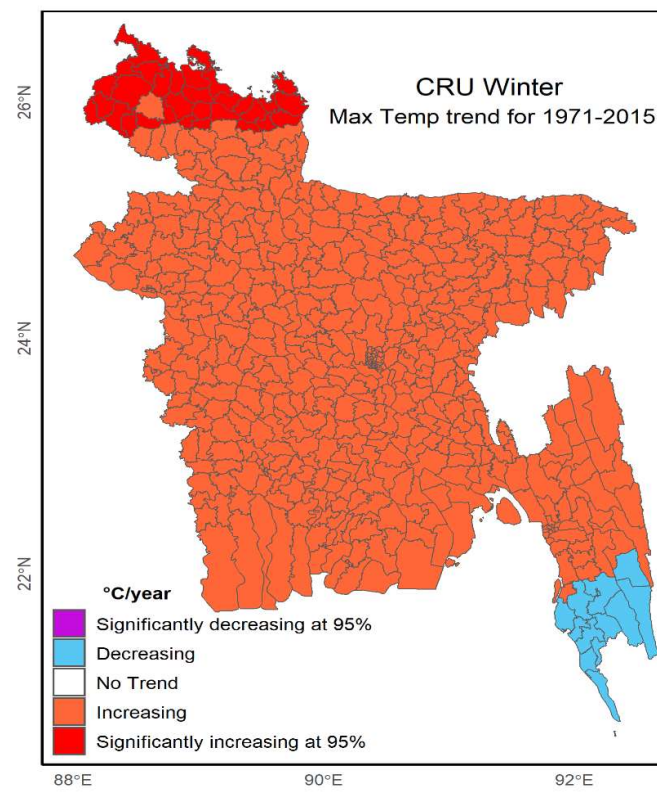 CRU Winter
Max Temp trend for 1971-2015
26°N
24°N
22°N
°C/year
Significantly decreasing at 95%
Decreasing
No Trend
Increasing
Significantly increasing at 95%
88°E
90°E
92°E